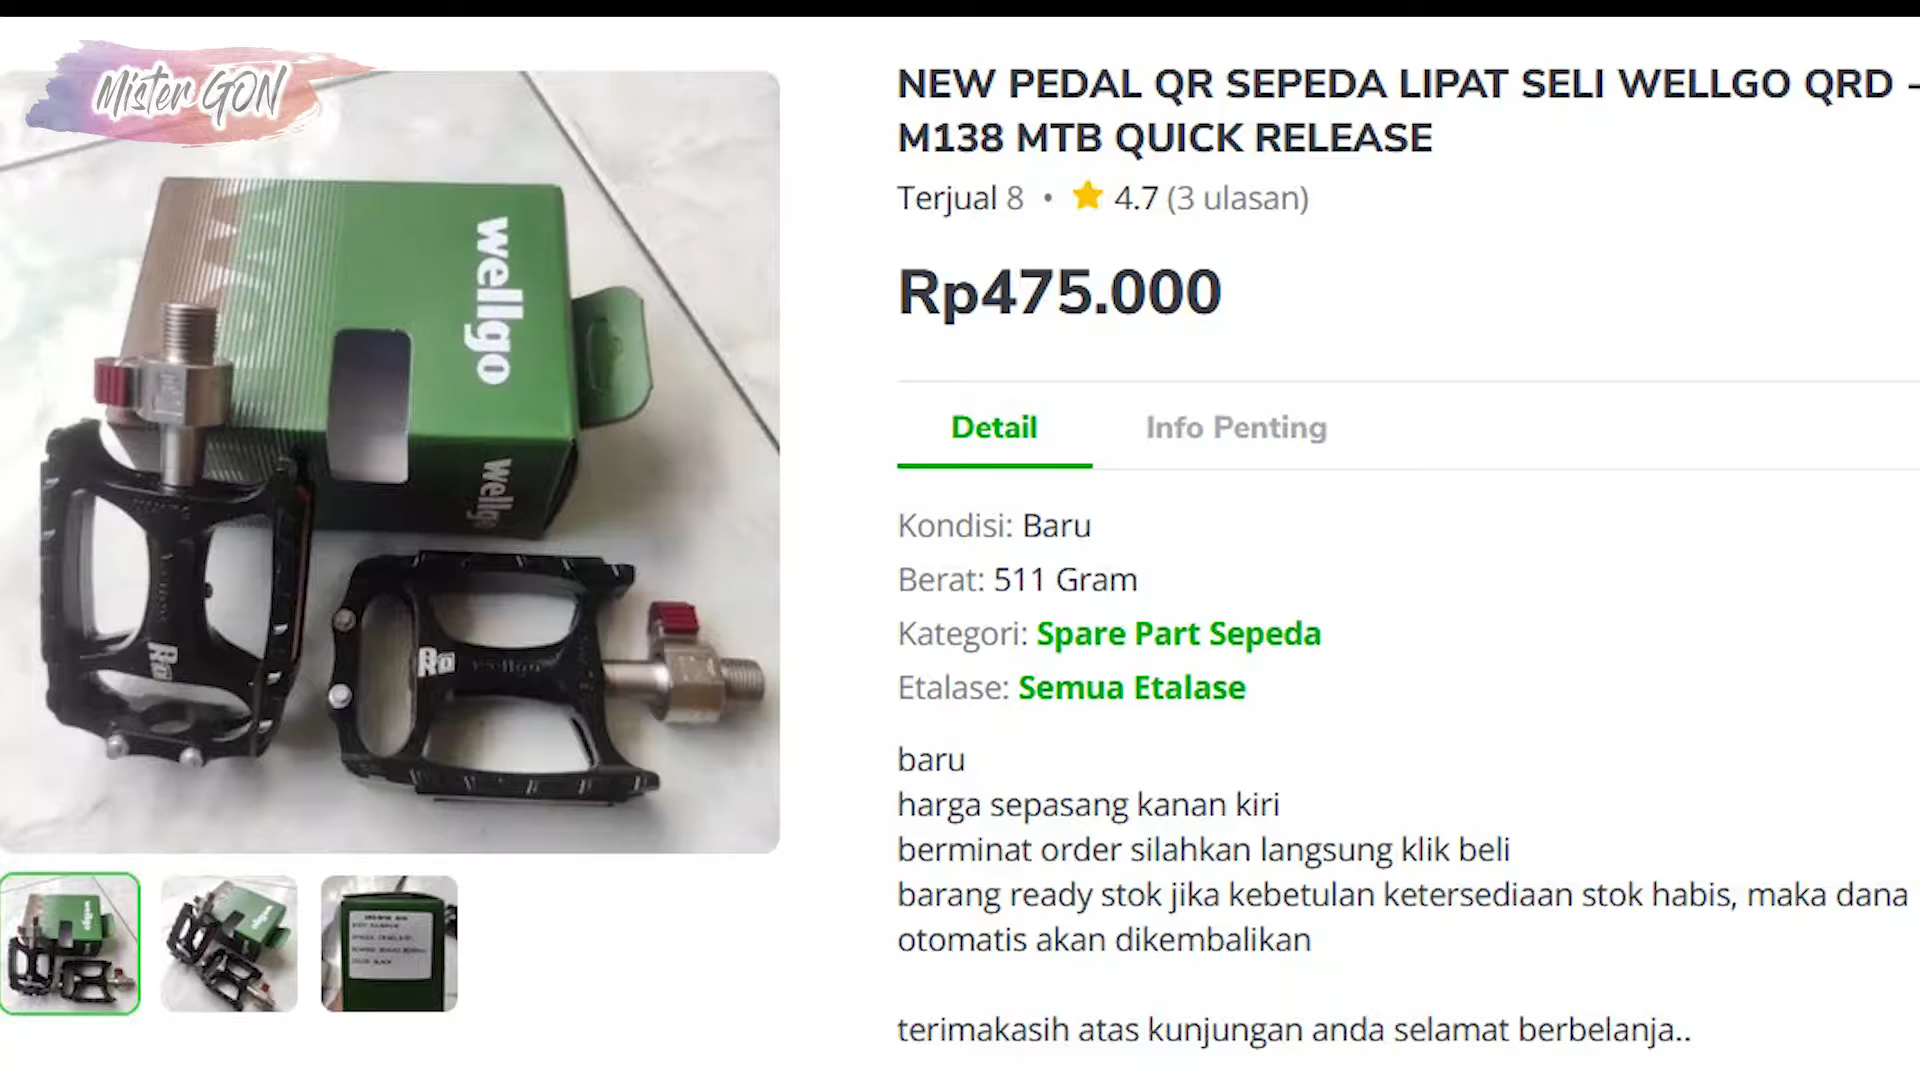 Mister GON
wellgo
wellgo
RD
RD wellgo
NEW PEDAL QR SEPEDA LIPAT SELI WELLGO QRD -
M138 MTB QUICK RELEASE
Terjual 8 • 4.7 (3 ulasan)
Rp475.000
Detail Info Penting
Kondisi: Baru
Berat: 511 Gram
Kategori: Spare Part Sepeda
Etalase: Semua Etalase
baru
harga sepasang kanan kiri
berminat order silahkan langsung klik beli
barang ready stok jika kebetulan ketersediaan stok habis, maka dana
otomatis akan dikembalikan
terimakasih atas kunjungan anda selamat berbelanja..